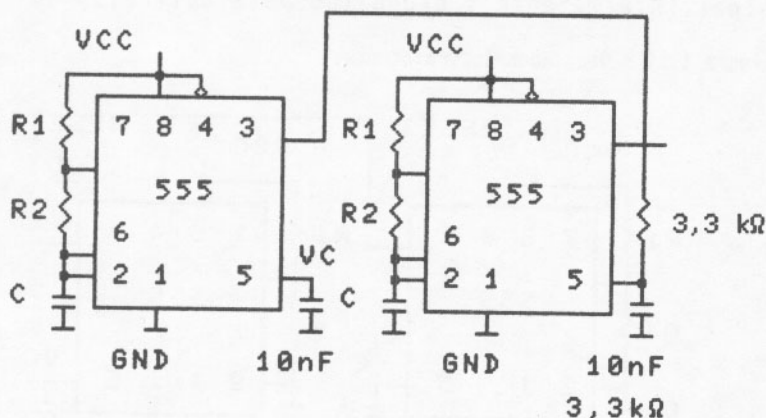 VCC VCC
R1 7 8 4 3 R1 7 8 4 3
555 555
R2 R2 3,3 kΩ
6 6
VC
2 1 5 2 1 5
C C
GND 10nF GND 10nF
3,3kΩ